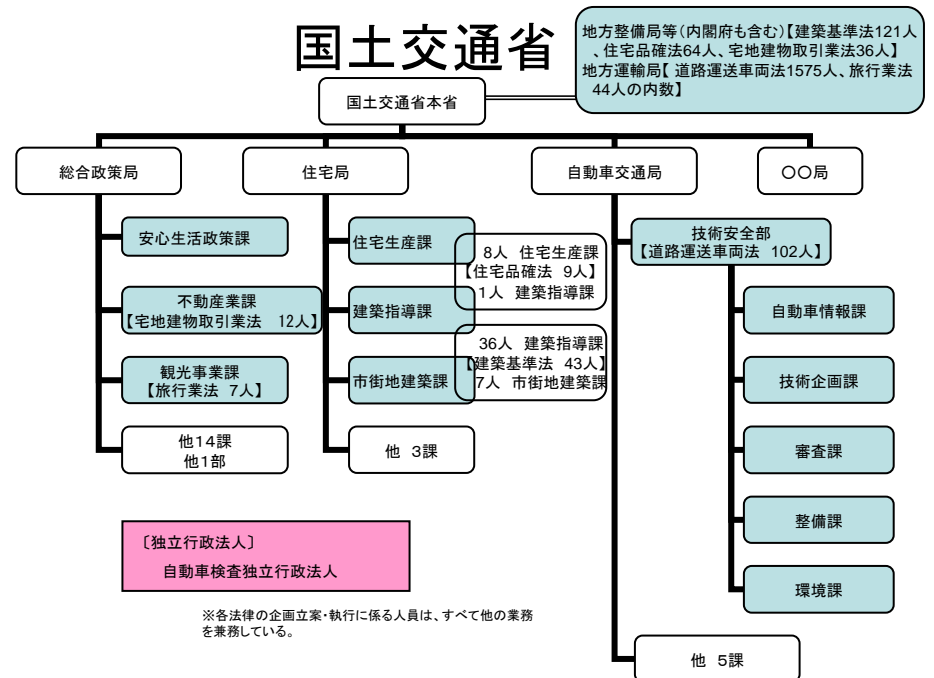 国土交通省
地方整備局等(内閣府も含む)【建築基準法121人
、住宅品確法64人、宅地建物取引業法36人】
地方運輸局【 道路運送車両法1575人、旅行業法
44人の内数】
国土交通省本省
総合政策局
住宅局
自動車交通局
〇〇局
安心生活政策課
不動産業課
【宅地建物取引業法 12人】
観光事業課
【旅行業法 7人】
他14課
他1部
住宅生産課
建築指導課
市街地建築課
他 3課
8人 住宅生産課
【住宅品確法 9人】
1人 建築指導課
36人 建築指導課
【建築基準法 43人】
7人 市街地建築課
技術安全部
【道路運送車両法 102人】
自動車情報課
技術企画課
審査課
整備課
環境課
他 5課
〔独立行政法人〕
自動車検査独立行政法人
※各法律の企画立案・執行に係る人員は、すべて他の業務
を兼務している。